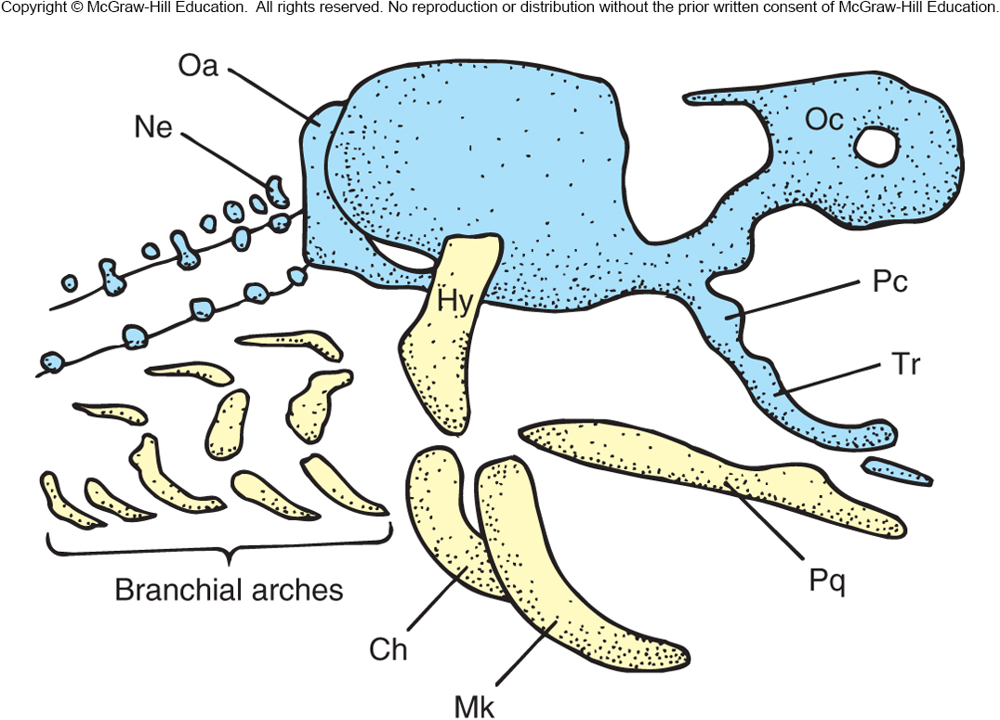 Copyright © McGraw-Hill Education. All rights reserved. No reproduction or distribution without the prior written consent of McGraw-Hill Education.
Oa
Ne
Oc
Hy
Pc
Tr
Pq
Branchial arches
Ch
Mk